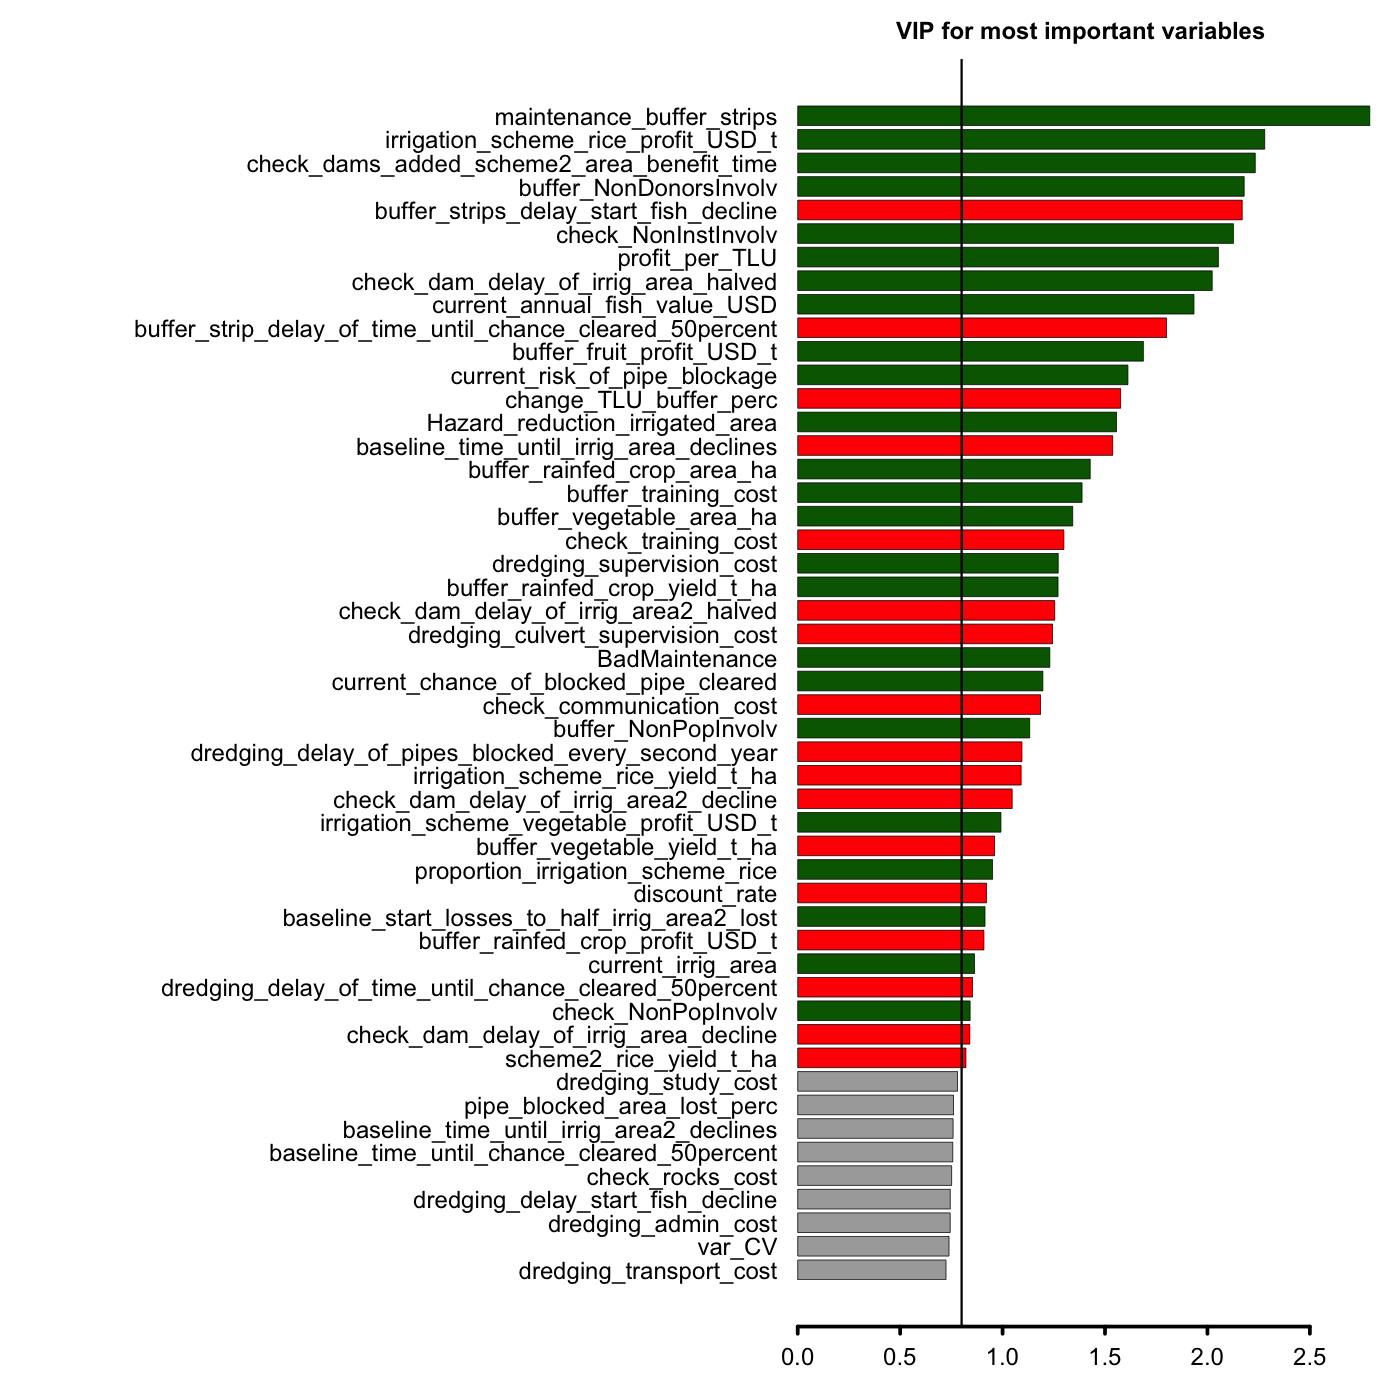 VIP for most important variables
maintenance_buffer_strips
irrigation_scheme_rice_profit_USD_t
check_dams_added_scheme2_area_benefit_time
buffer_NonDonorsInvolv
buffer_strips_delay_start_fish_decline
check_NonInstInvolv
profit_per_TLU
check_dam_delay_of_irrig_area_halved
current_annual_fish_value_USD
buffer_strip_delay_of_time_until_chance_cleared_50percent
buffer_fruit_profit_USD_t
current_risk_of_pipe_blockage
change_TLU_buffer_perc
Hazard_reduction_irrigated_area
baseline_time_until_irrig_area_declines
buffer_rainfed_crop_area_ha
buffer_training_cost
buffer_vegetable_area_ha
check_training_cost
dredging_supervision_cost
buffer_rainfed_crop_yield_t_ha
check_dam_delay_of_irrig_area2_halved
dredging_culvert_supervision_cost
BadMaintenance
current_chance_of_blocked_pipe_cleared
check_communication_cost
buffer_NonPopInvolv
dredging_delay_of_pipes_blocked_every_second_year
irrigation_scheme_rice_yield_t_ha
check_dam_delay_of_irrig_area2_decline
irrigation_scheme_vegetable_profit_USD_t
buffer_vegetable_yield_t_ha
proportion_irrigation_scheme_rice
discount_rate
baseline_start_losses_to_half_irrig_area2_lost
buffer_rainfed_crop_profit_USD_t
current_irrig_area
dredging_delay_of_time_until_chance_cleared_50percent
check_NonPopInvolv
check_dam_delay_of_irrig_area_decline
scheme2_rice_yield_t_ha
dredging_study_cost
pipe_blocked_area_lost_perc
baseline_time_until_irrig_area2_declines
baseline_time_until_chance_cleared_50percent
check_rocks_cost
dredging_delay_start_fish_decline
dredging_admin_cost
var_CV
dredging_transport_cost
0.0 0.5 1.0 1.5 2.0 2.5